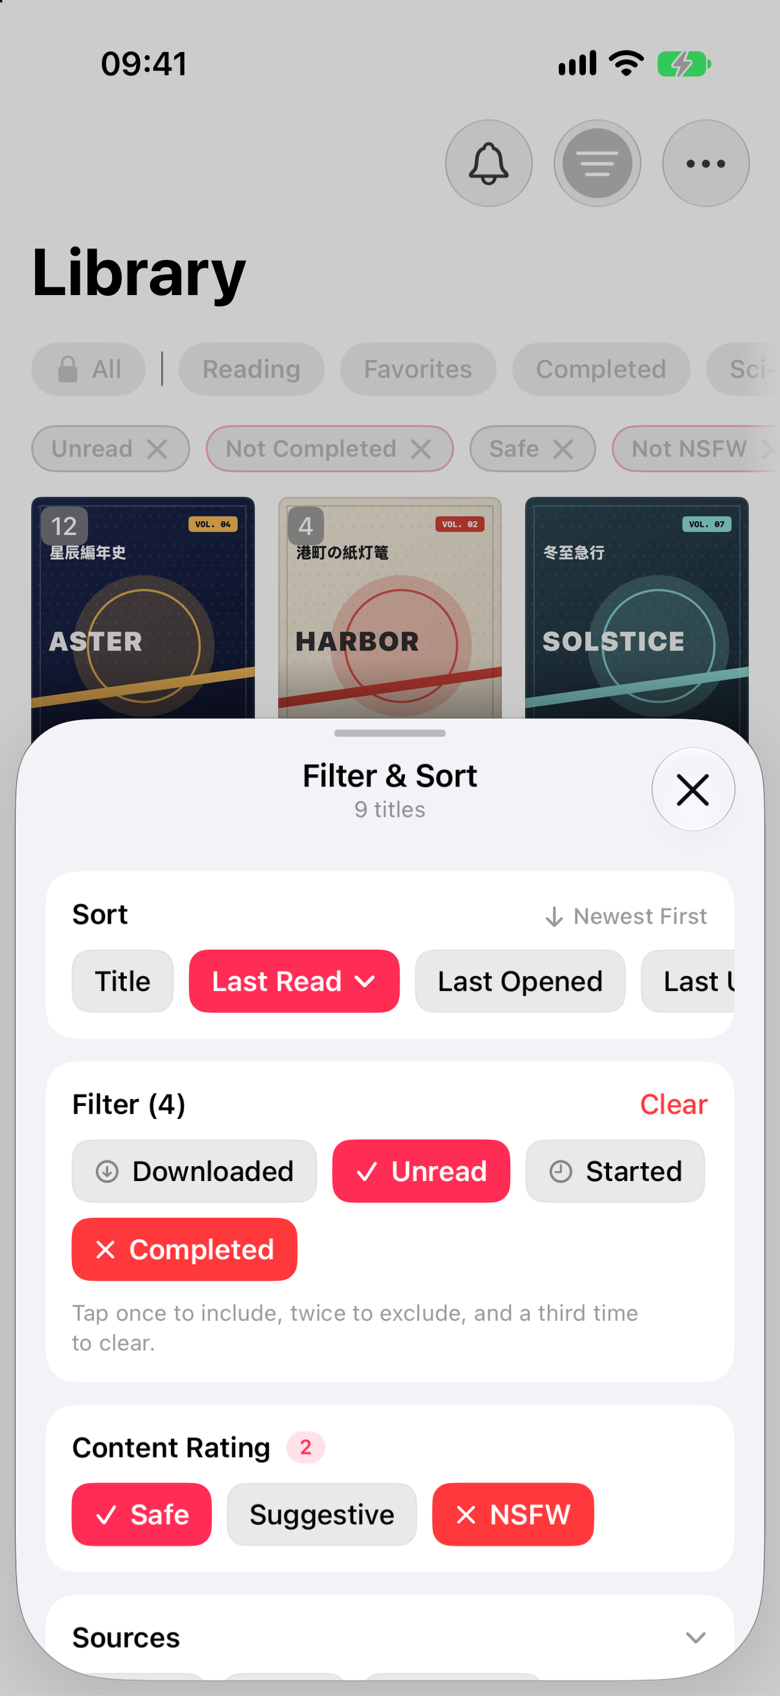 09:41
Library
All
Reading
Favorites
Completed
Sci-
Unread
Not Completed
Safe
Not NSFW
12
VOL. 04
星辰編年史
ASTER
4
VOL. 02
港町の紙灯篭
HARBOR
VOL. 07
冬至急行
SOLSTICE
Filter & Sort
9 titles
Sort
Newest First
Title
Last Read
Last Opened
Last U
Filter (4)
Clear
Downloaded
Unread
Started
Completed
Tap once to include, twice to exclude, and a third time
to clear.
Content Rating
2
Safe
Suggestive
NSFW
Sources